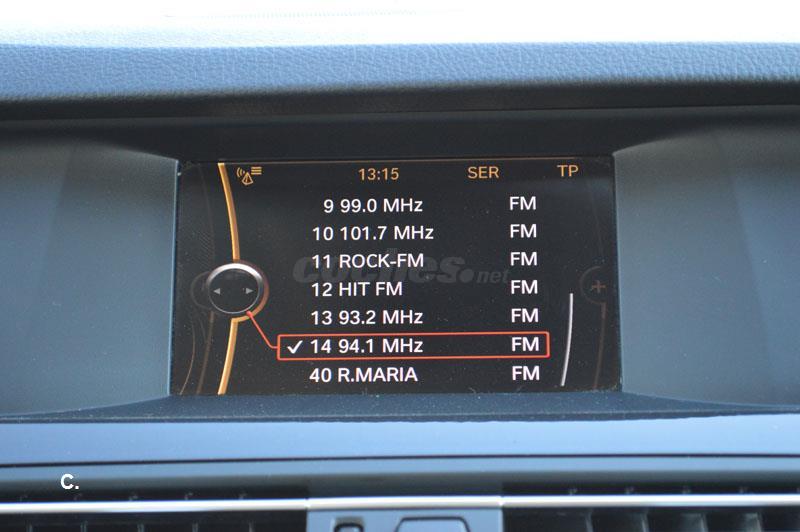 13:15 SER TP
9 99.0 MHz FM
10 101.7 MHz FM
11 ROCK-FM FM
coches.net
12 HIT FM FM
13 93.2 MHz FM
14 94.1 MHz FM
40 R.MARIA FM
C.